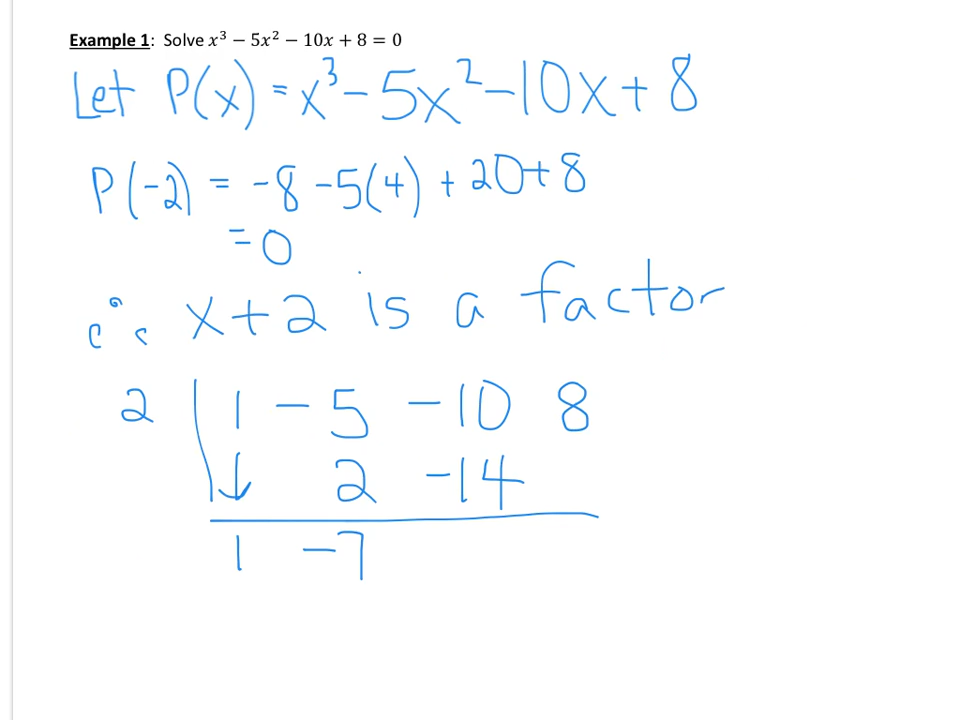 Example 1: Solve x³ − 5x² − 10x + 8 = 0
Let P(x) = x³ - 5x² - 10x + 8
P(-2) = -8 - 5(4) + 20 + 8
= 0
∴ x + 2 is a factor
2 | 1 -5 -10 8
↓ 2 -14
1 -7